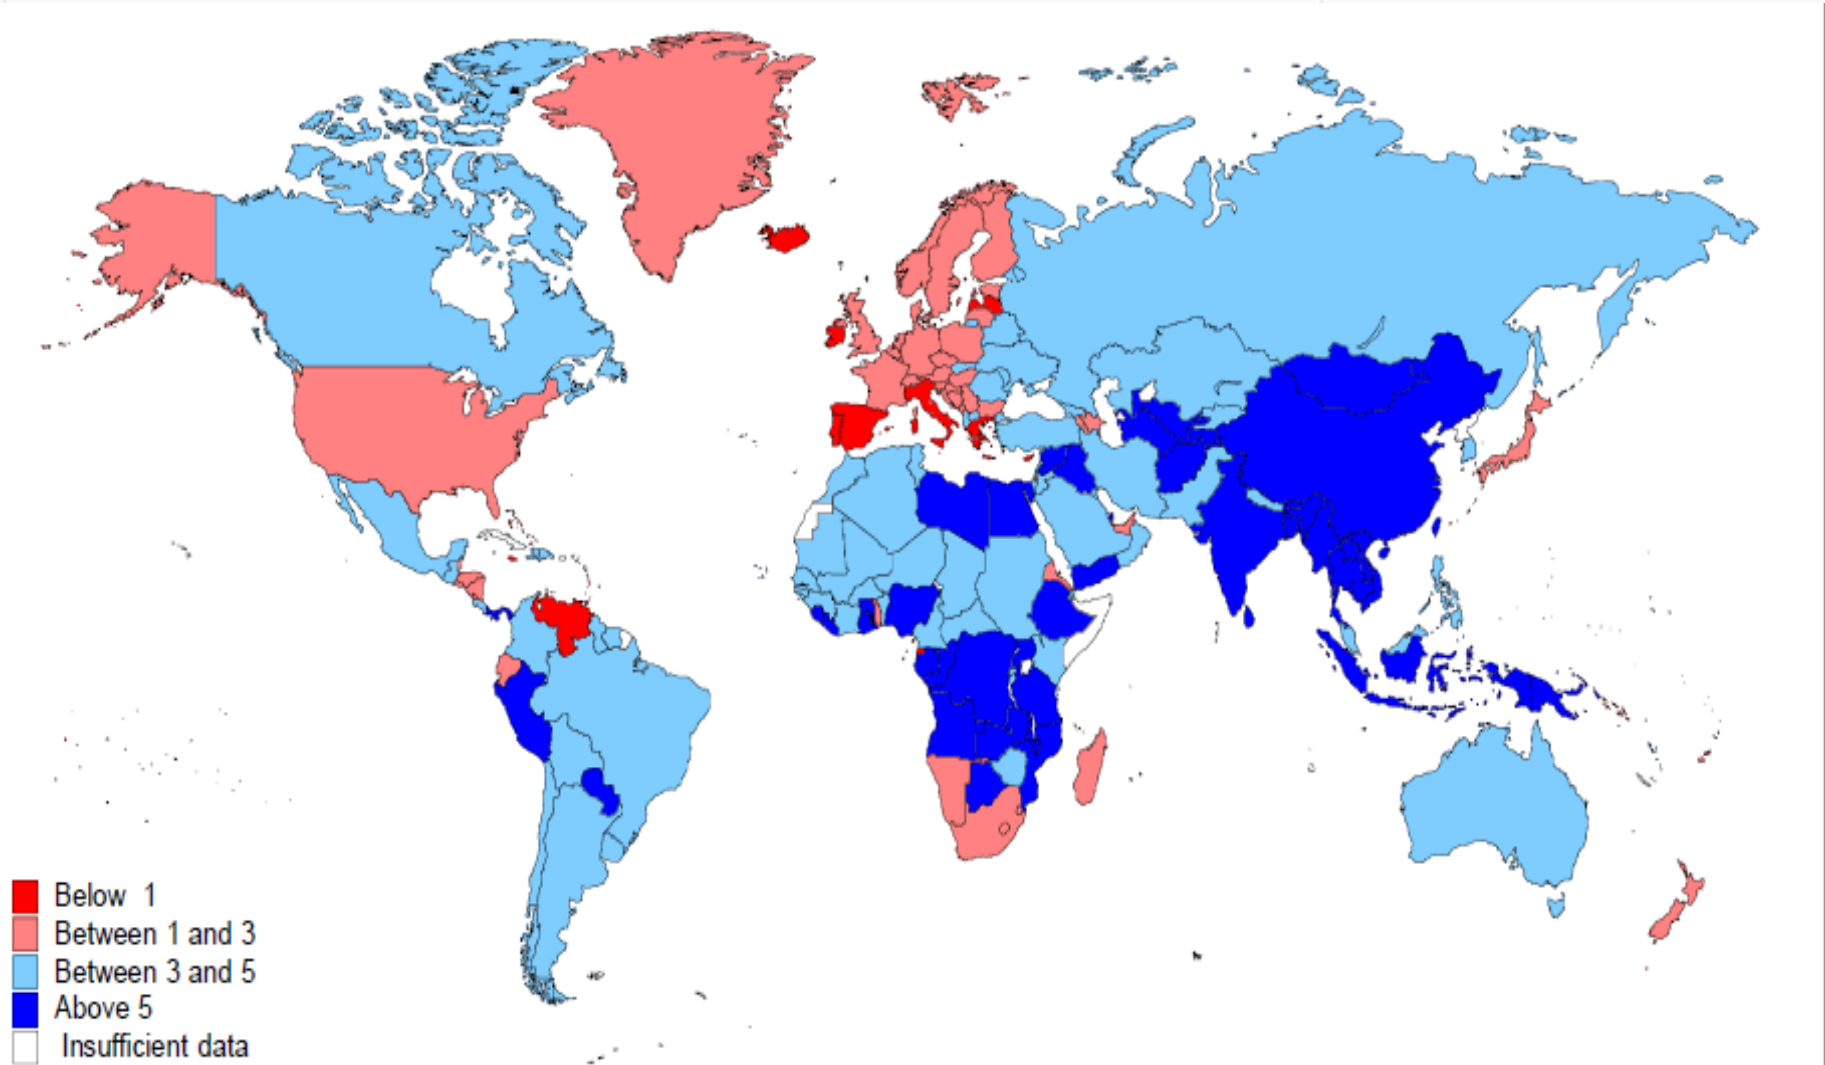 Below 1
Between 1 and 3
Between 3 and 5
Above 5
Insufficient data